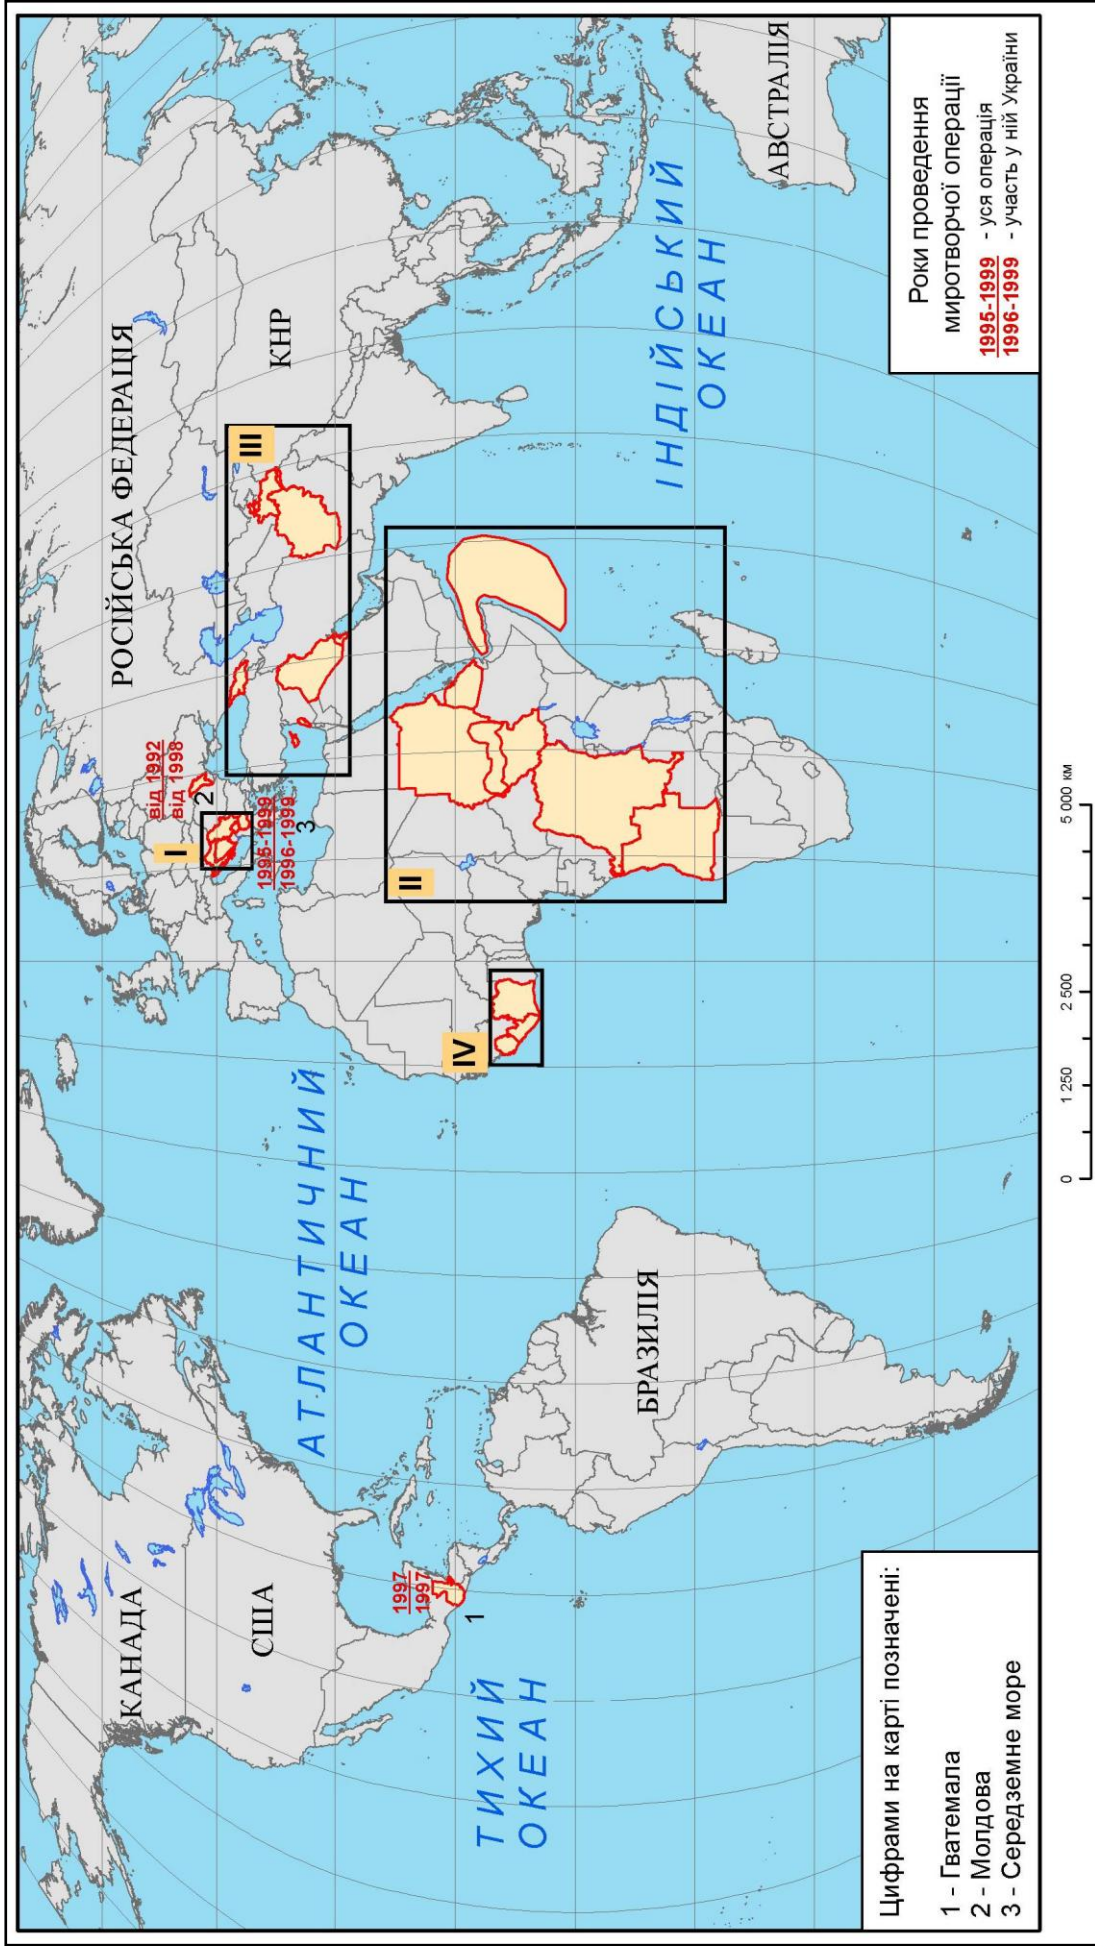 КАНАДА
США
РОСІЙСЬКА ФЕДЕРАЦІЯ
КНР
АТЛАНТИЧНИЙ
ОКЕАН
ТИХИЙ
ОКЕАН
ІНДІЙСЬКИЙ
ОКЕАН
БРАЗИЛІЯ
АВСТРАЛІЯ
від 1992
від 1998
2
I
1995-1999
1996-1999
3
III
II
IV
1997
1997
1
Цифрами на карті позначені:
1 - Гватемала
2 - Молдова
3 - Середземне море
Роки проведення
миротворчої операції
1995-1999 - уся операція
1996-1999 - участь у ній України
0 1 250 2 500 5 000 км